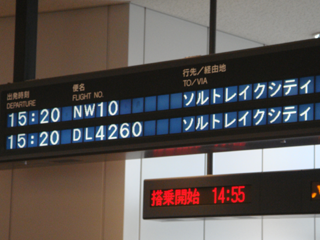 出発時刻 便名 行先／経由地
DEPARTURE FLIGHT NO. TO/VIA
15:20 NW10 ソルトレイクシティ
15:20 DL4260 ソルトレイクシティ
搭乗開始 14:55